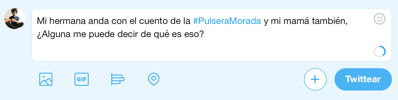 Mi hermana anda con el cuento de la #PulseraMorada y mi mamá también,
¿Alguna me puede decir de qué es eso?
GIF
Twittear